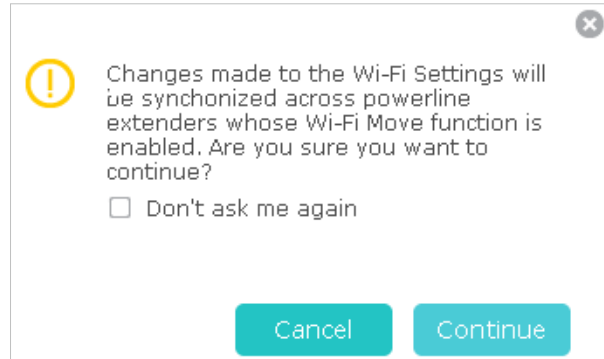 Changes made to the Wi-Fi Settings will
be synchonized across powerline
extenders whose Wi-Fi Move function is
enabled. Are you sure you want to
continue?
Don't ask me again
Cancel Continue